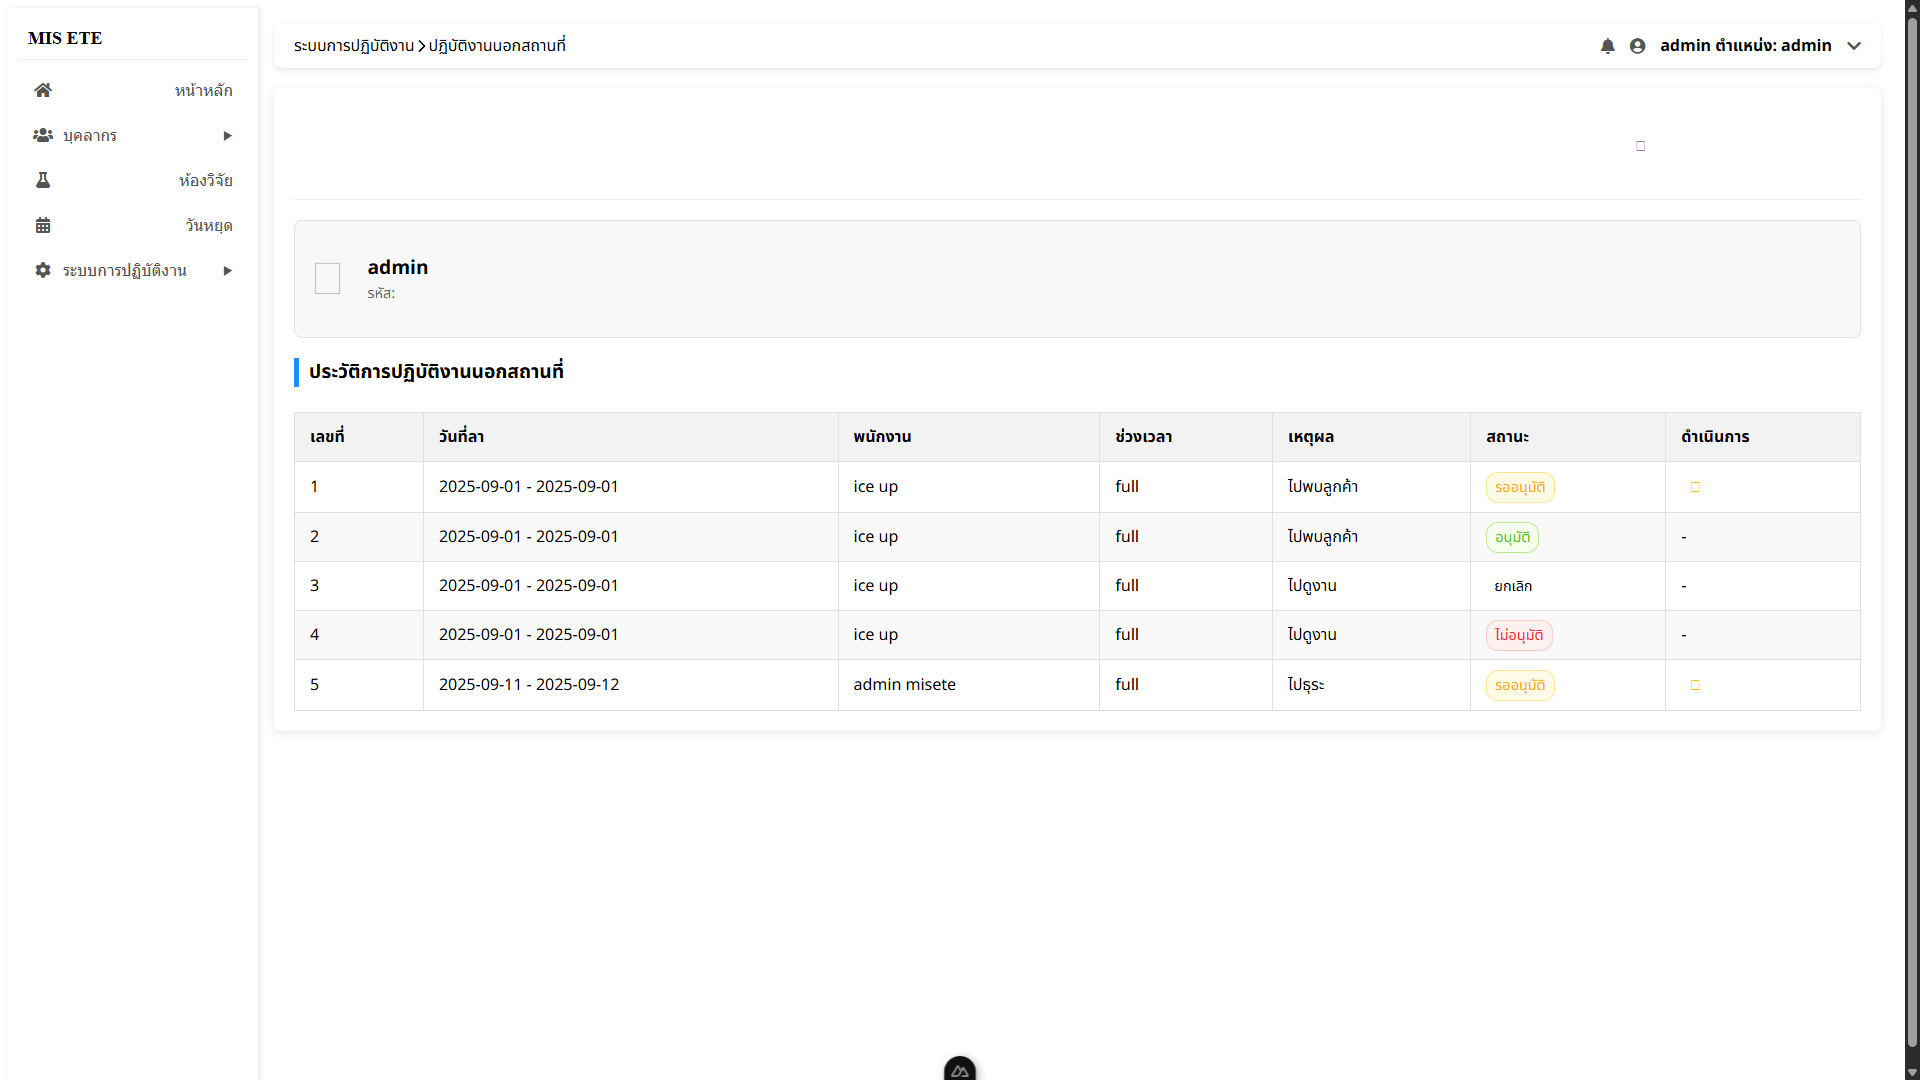 MIS ETE
หน้าหลัก
บุคลากร
ห้องวิจัย
วันหยุด
ระบบการปฏิบัติงาน
ระบบการปฏิบัติงาน ปฏิบัติงานนอกสถานที่
admin ตำแหน่ง: admin
admin
รหัส:
ประวัติการปฏิบัติงานนอกสถานที่
เลขที่ วันที่ลา พนักงาน ช่วงเวลา เหตุผล สถานะ ดำเนินการ
1 2025-09-01 - 2025-09-01 ice up full ไปพบลูกค้า รออนุมัติ
2 2025-09-01 - 2025-09-01 ice up full ไปพบลูกค้า อนุมัติ -
3 2025-09-01 - 2025-09-01 ice up full ไปดูงาน ยกเลิก -
4 2025-09-01 - 2025-09-01 ice up full ไปดูงาน ไม่อนุมัติ -
5 2025-09-11 - 2025-09-12 admin misete full ไปธุระ รออนุมัติ